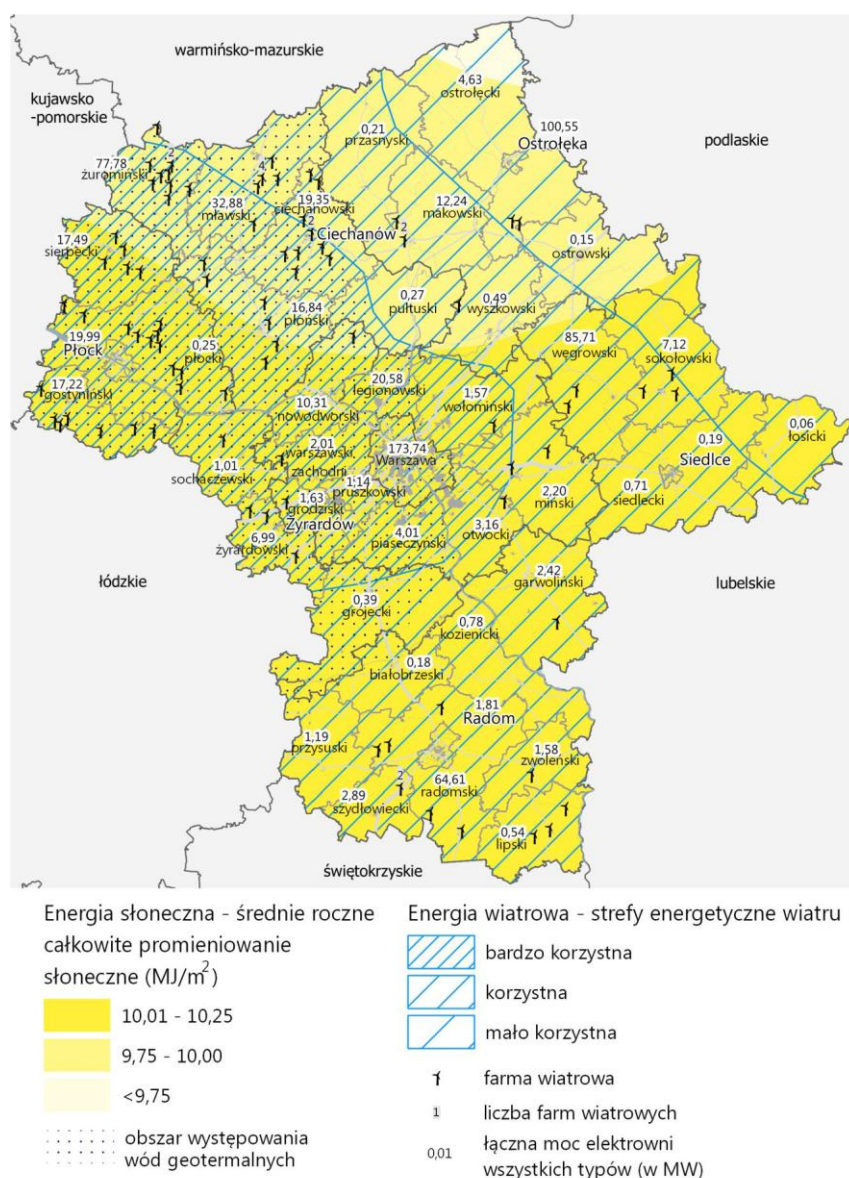 warmińsko-mazurskie
kujawsko
-pomorskie
podlaskie
4,63
ostrołęcki
0,21
przasnyski
100,55
Ostrołęka
77,78
żuromiński
2
4
32,88
mławski
19,35
ciechanowski
2
Ciechanów
12,24
makowski
2
0,15
ostrowski
17,49
sierpecki
16,84
płoński
0,27
pułtuski
0,49
wyszkowski
85,71
węgrowski
7,12
sokołowski
19,99
Płock
0,25
płocki
17,22
gostyniński
20,58
legionowski
10,31
nowodworski
1,57
wołomiński
0,06
łosicki
0,19
Siedlce
2,01
warszawski
zachodni
173,74
Warszawa
1,01
sochaczewski
1,14
pruszkowski
1,63
grodziski
Żyrardów
2,20
miński
0,71
siedlecki
6,99
żyrardowski
4,01
piaseczyński
3,16
otwocki
łódzkie
2,42
garwoliński
lubelskie
0,39
grojecki
0,78
kozienicki
0,18
białobrzeski
1,81
Radom
1,19
przysuski
1,58
zwoleński
2
2,89
szydłowiecki
64,61
radomski
0,54
lipski
świętokrzyskie
Energia słoneczna - średnie roczne
całkowite promieniowanie
słoneczne (MJ/m²)
10,01 - 10,25
9,75 - 10,00
<9,75
obszar występowania
wód geotermalnych
Energia wiatrowa - strefy energetyczne wiatru
bardzo korzystna
korzystna
mało korzystna
farma wiatrowa
1
liczba farm wiatrowych
0,01
łączna moc elektrowni
wszystkich typów (w MW)